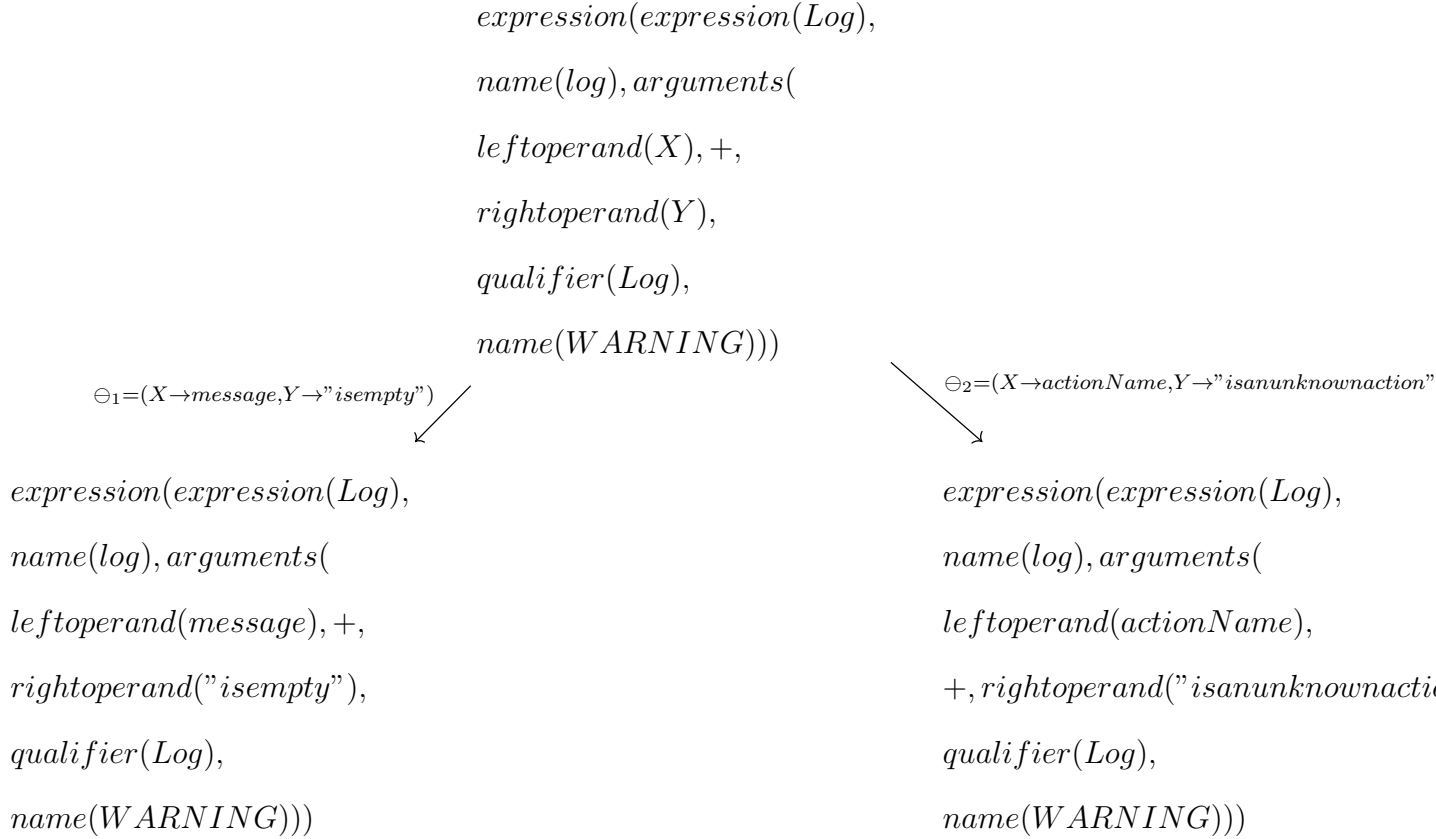 expression(expression(Log),
name(log), arguments(
leftoperand(X), +,
rightoperand(Y),
qualifier(Log),
name(WARNING)))
⊖1=(X→message,Y→”isempty”)
⊖2=(X→actionName,Y→”isanunknownaction”
expression(expression(Log),
name(log), arguments(
leftoperand(message), +,
rightoperand(”isempty”),
qualifier(Log),
name(WARNING)))
expression(expression(Log),
name(log), arguments(
leftoperand(actionName),
+, rightoperand(”isanunknownacti
qualifier(Log),
name(WARNING)))